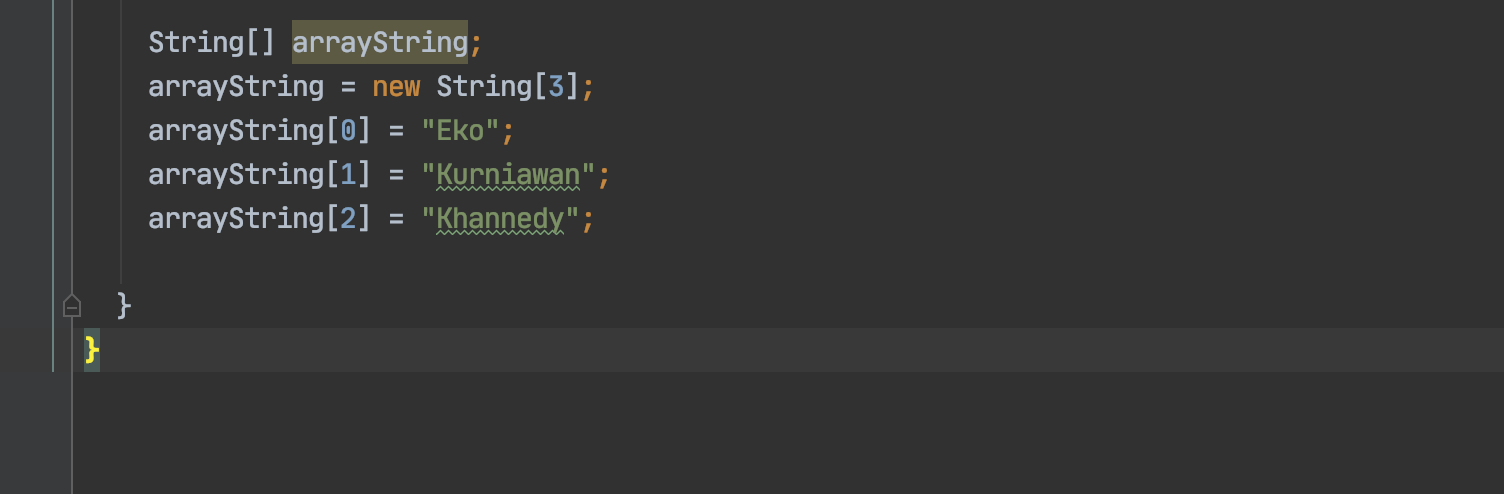 String[] arrayString;
arrayString = new String[3];
arrayString[0] = "Eko";
arrayString[1] = "Kurniawan";
arrayString[2] = "Khannedy";
}
}